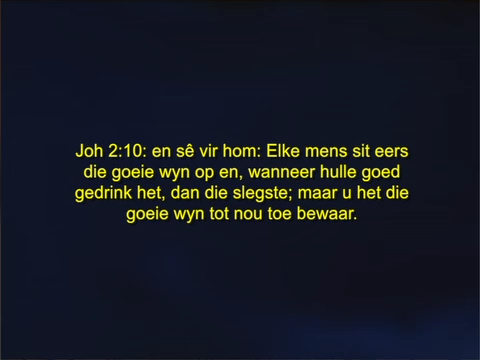 Joh 2:10: en sê vir hom: Elke mens sit eers
die goeie wyn op en, wanneer hulle goed
gedrink het, dan die slegste; maar u het die
goeie wyn tot nou toe bewaar.